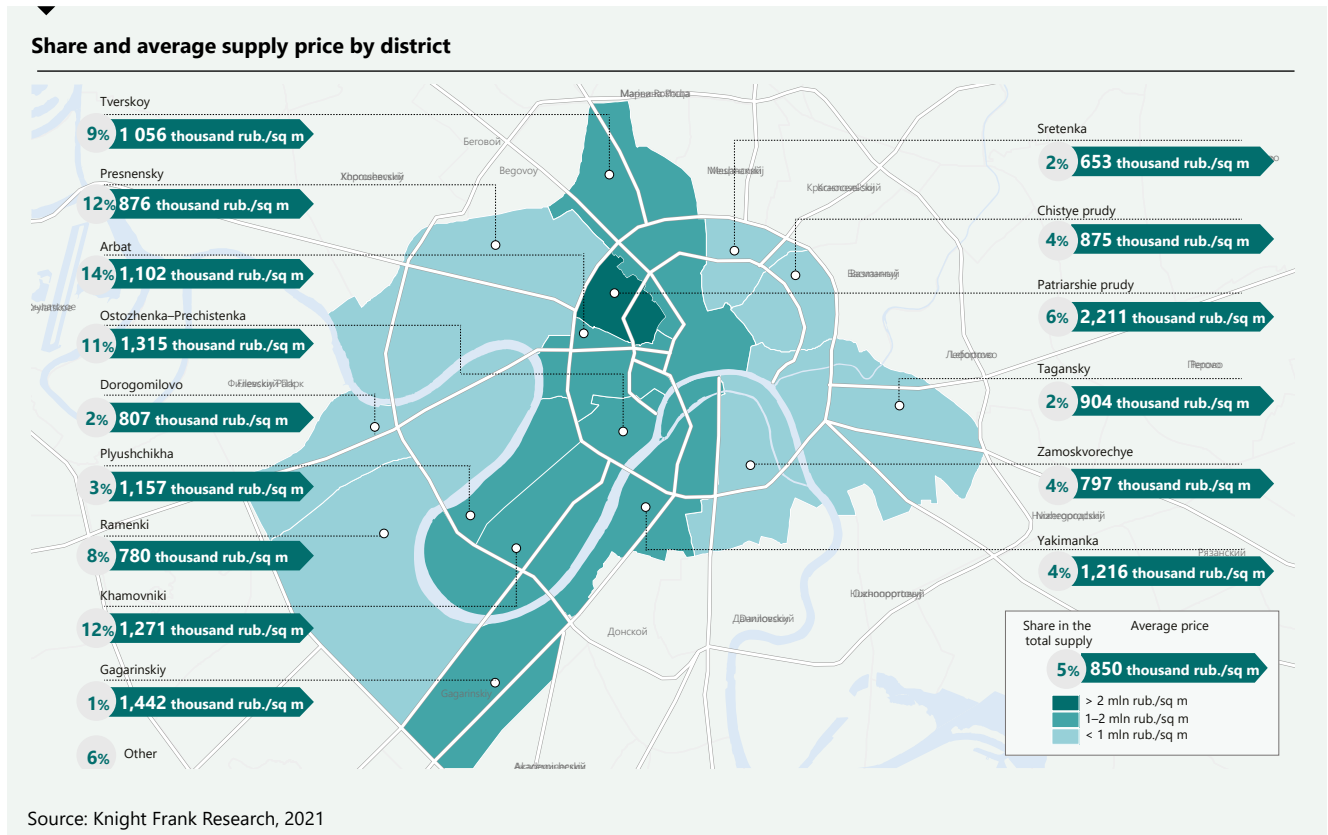 Share and average supply price by district
Tverskoy
9% 1 056 thousand rub./sq m
Presnensky
12% 876 thousand rub./sq m
Arbat
14% 1,102 thousand rub./sq m
Ostozhenka–Prechistenka
11% 1,315 thousand rub./sq m
Dorogomilovo
2% 807 thousand rub./sq m
Plyushchikha
3% 1,157 thousand rub./sq m
Ramenki
8% 780 thousand rub./sq m
Khamovniki
12% 1,271 thousand rub./sq m
Gagarinskiy
1% 1,442 thousand rub./sq m
6% Other
Беговой
Begovoy
Донской
Gagarinskiy
Sretenka
2% 653 thousand rub./sq m
Chistye prudy
4% 875 thousand rub./sq m
Patriarshie prudy
6% 2,211 thousand rub./sq m
Tagansky
2% 904 thousand rub./sq m
Zamoskvorechye
4% 797 thousand rub./sq m
Yakimanka
4% 1,216 thousand rub./sq m
Рязанский
Share in the
total supply
Average price
5% 850 thousand rub./sq m
> 2 mln rub./sq m
1–2 mln rub./sq m
< 1 mln rub./sq m
Source: Knight Frank Research, 2021